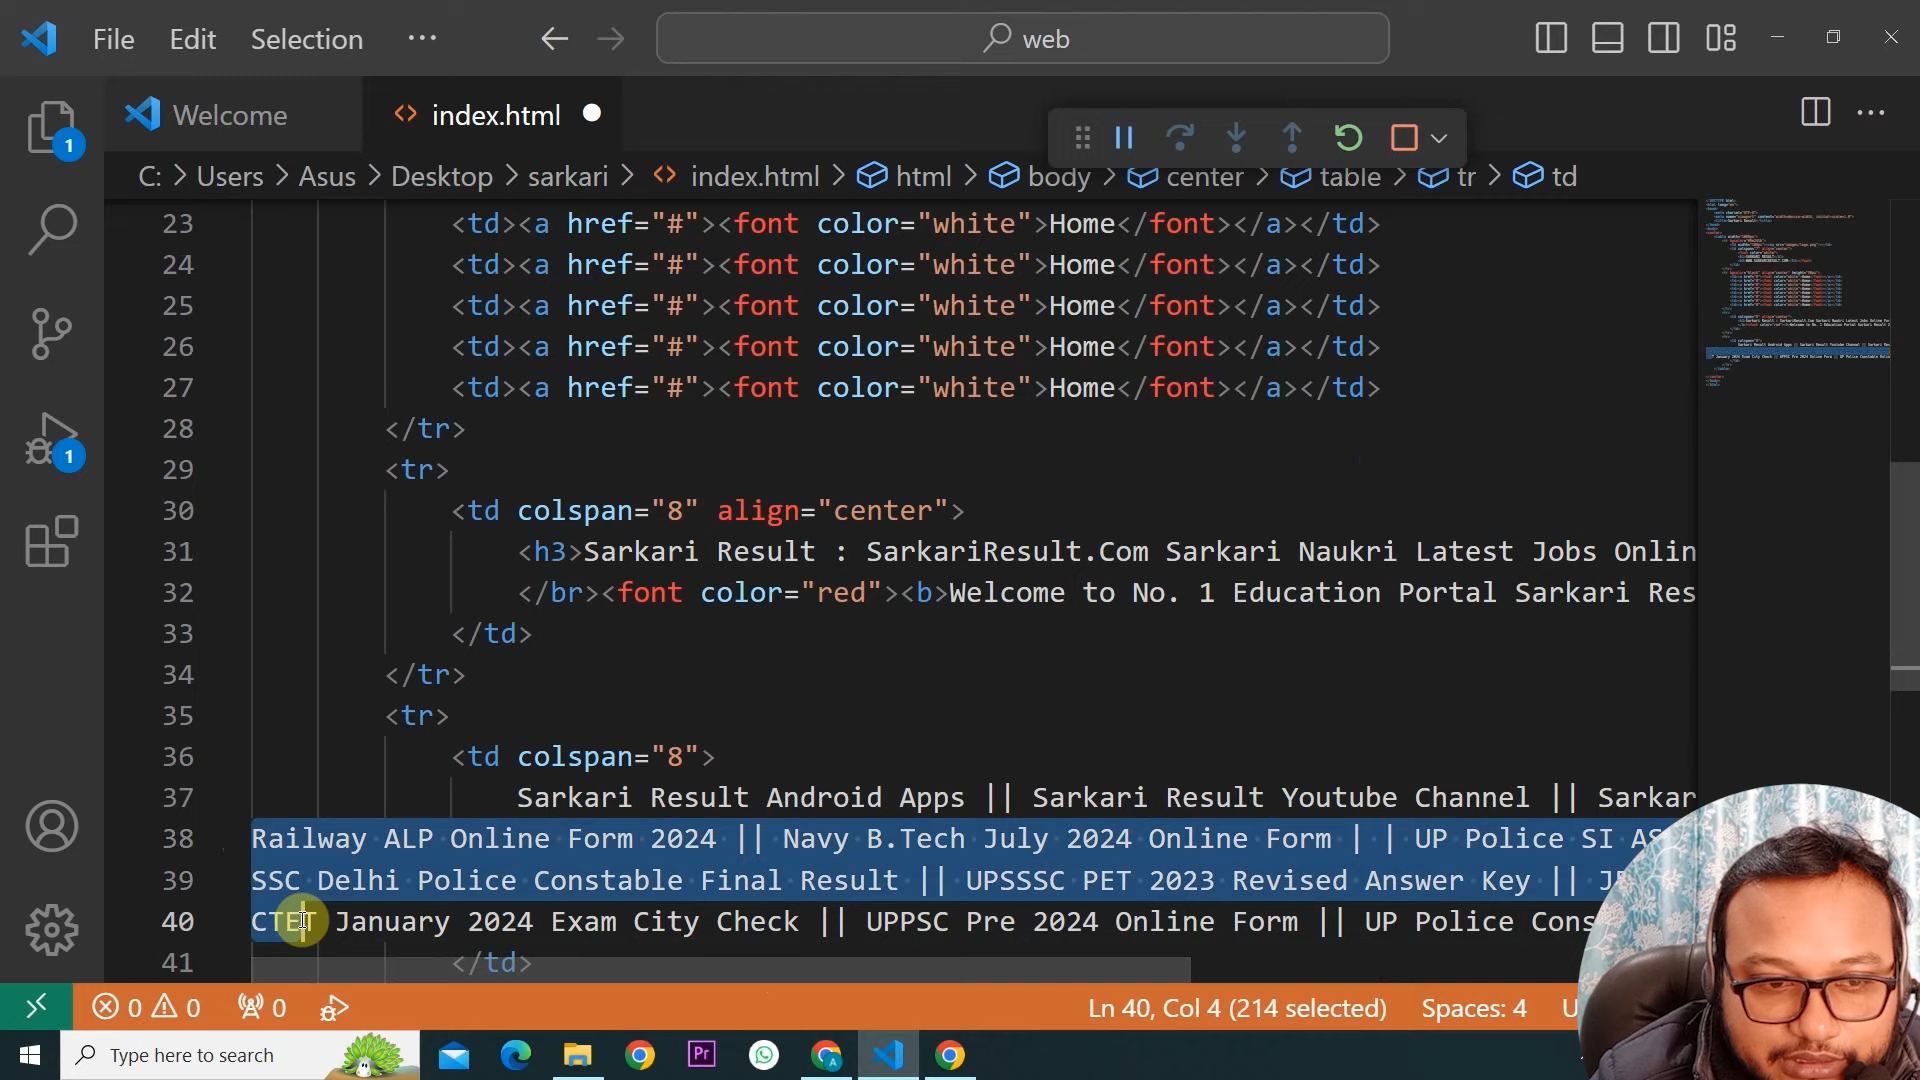 File Edit Selection ··· web
Welcome index.html
C: > Users > Asus > Desktop > sarkari > index.html > html > body > center > table > tr > td
1
1
23 <td><a href="#"><font color="white">Home</font></a></td>
24 <td><a href="#"><font color="white">Home</font></a></td>
25 <td><a href="#"><font color="white">Home</font></a></td>
26 <td><a href="#"><font color="white">Home</font></a></td>
27 <td><a href="#"><font color="white">Home</font></a></td>
28 </tr>
29 <tr>
30 <td colspan="8" align="center">
31 <h3>Sarkari Result : SarkariResult.Com Sarkari Naukri Latest Jobs Onlin
32 </br><font color="red"><b>Welcome to No. 1 Education Portal Sarkari Res
33 </td>
34 </tr>
35 <tr>
36 <td colspan="8">
37 Sarkari Result Android Apps || Sarkari Result Youtube Channel || Sarkar
38 Railway ALP Online Form 2024 || Navy B.Tech July 2024 Online Form | | UP Police SI AS
39 SSC Delhi Police Constable Final Result || UPSSSC PET 2023 Revised Answer Key ||
40 CTET January 2024 Exam City Check || UPPSC Pre 2024 Online Form || UP Police Cons
41 </td>
0 0 0 Ln 40, Col 4 (214 selected) Spaces: 4
Type here to search Pr A